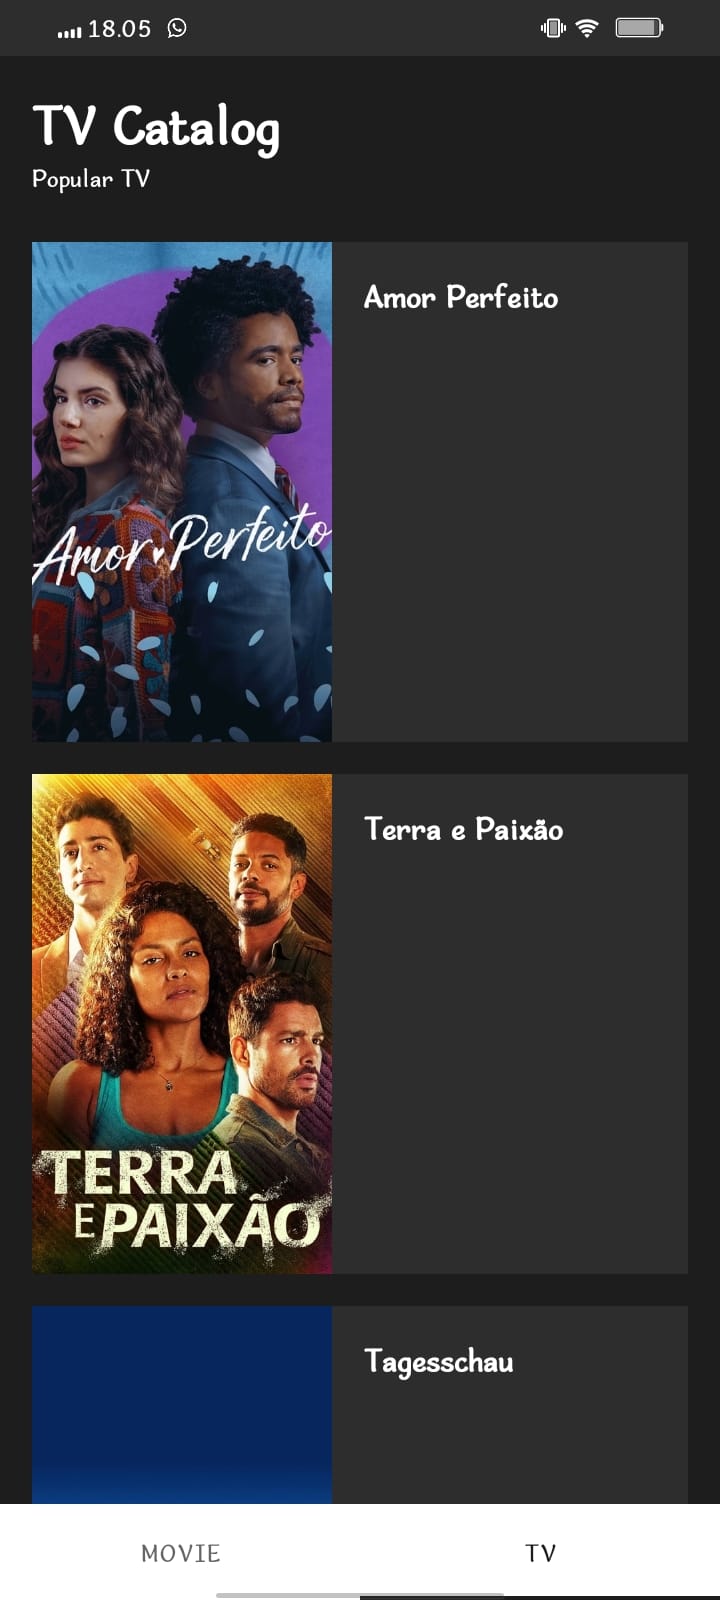 18.05
TV Catalog
Popular TV
Amor Perfeito
Amor Perfeito
Terra e Paixão
TERRA
E PAIXÃO
Tagesschau
MOVIE
TV